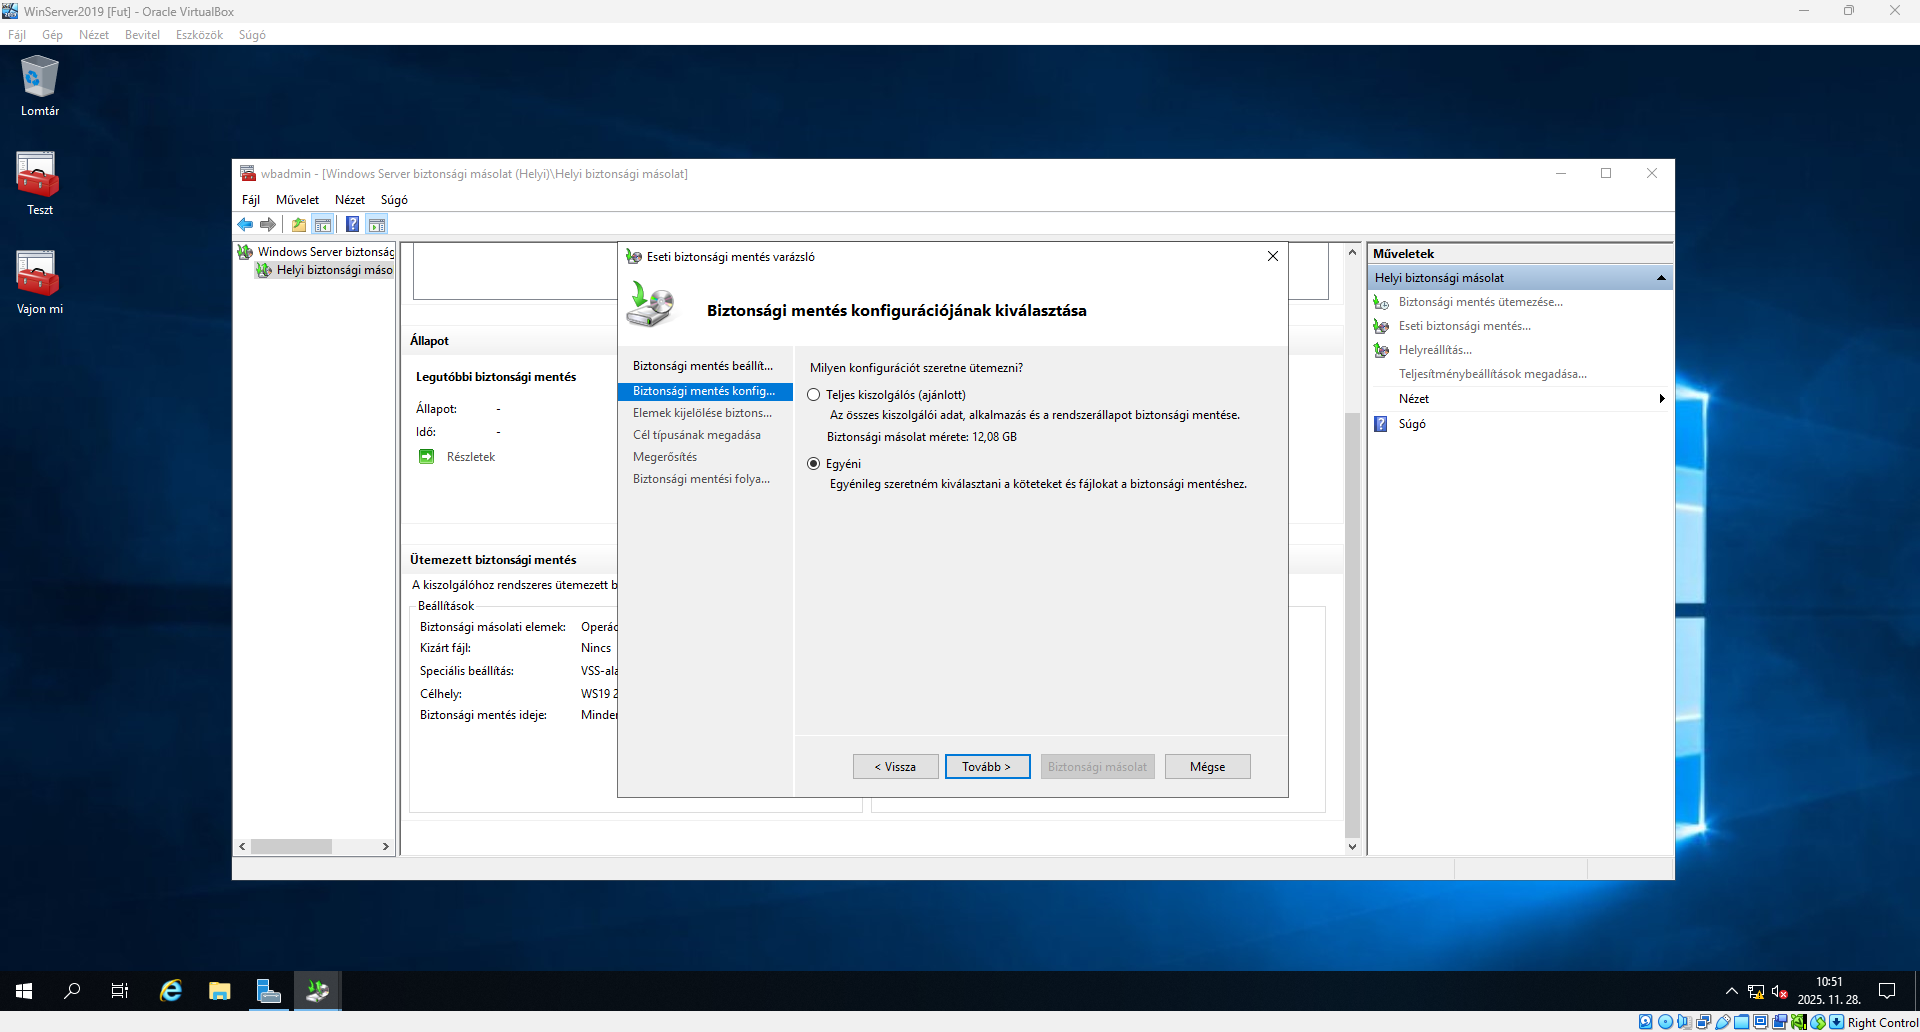 WinServer2019 [Fut] - Oracle VirtualBox
Fájl Gép Nézet Bevitel Eszközök Súgó
Lomtár
Teszt
Vajon mi
wbadmin - [Windows Server biztonsági másolat (Helyi)\Helyi biztonsági másolat]
Fájl Művelet Nézet Súgó
Windows Server biztonság
Helyi biztonsági máso
Állapot
Legutóbbi biztonsági mentés
Állapot: -
Idő: -
Részletek
Ütemezett biztonsági mentés
A kiszolgálóhoz rendszeres ütemezett b
Beállítások
Biztonsági másolati elemek: Operác
Kizárt fájl: Nincs
Speciális beállítás: VSS-ala
Célhely: WS19 2
Biztonsági mentés ideje: Minden
Eseti biztonsági mentés varázsló
Biztonsági mentés konfigurációjának kiválasztása
Biztonsági mentés beállít...
Biztonsági mentés konfig...
Elemek kijelölése biztons...
Cél típusának megadása
Megerősítés
Biztonsági mentési folya...
Milyen konfigurációt szeretne ütemezni?
Teljes kiszolgálós (ajánlott)
Az összes kiszolgálói adat, alkalmazás és a rendszerállapot biztonsági mentése.
Biztonsági másolat mérete: 12,08 GB
Egyéni
Egyénileg szeretném kiválasztani a köteteket és fájlokat a biztonsági mentéshez.
< Vissza Tovább > Biztonsági másolat Mégse
Műveletek
Helyi biztonsági másolat
Biztonsági mentés ütemezése...
Eseti biztonsági mentés...
Helyreállítás...
Teljesítménybeállítások megadása...
Nézet
Súgó
10:51
2025. 11. 28.
Right Control